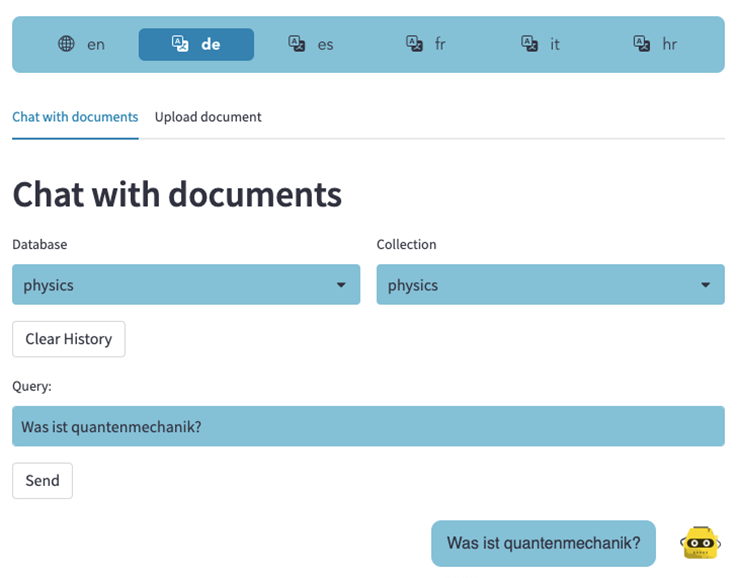 en de es fr it hr
Chat with documents Upload document
Chat with documents
Database Collection
physics physics
Clear History
Query:
Was ist quantenmechanik?
Send
Was ist quantenmechanik?